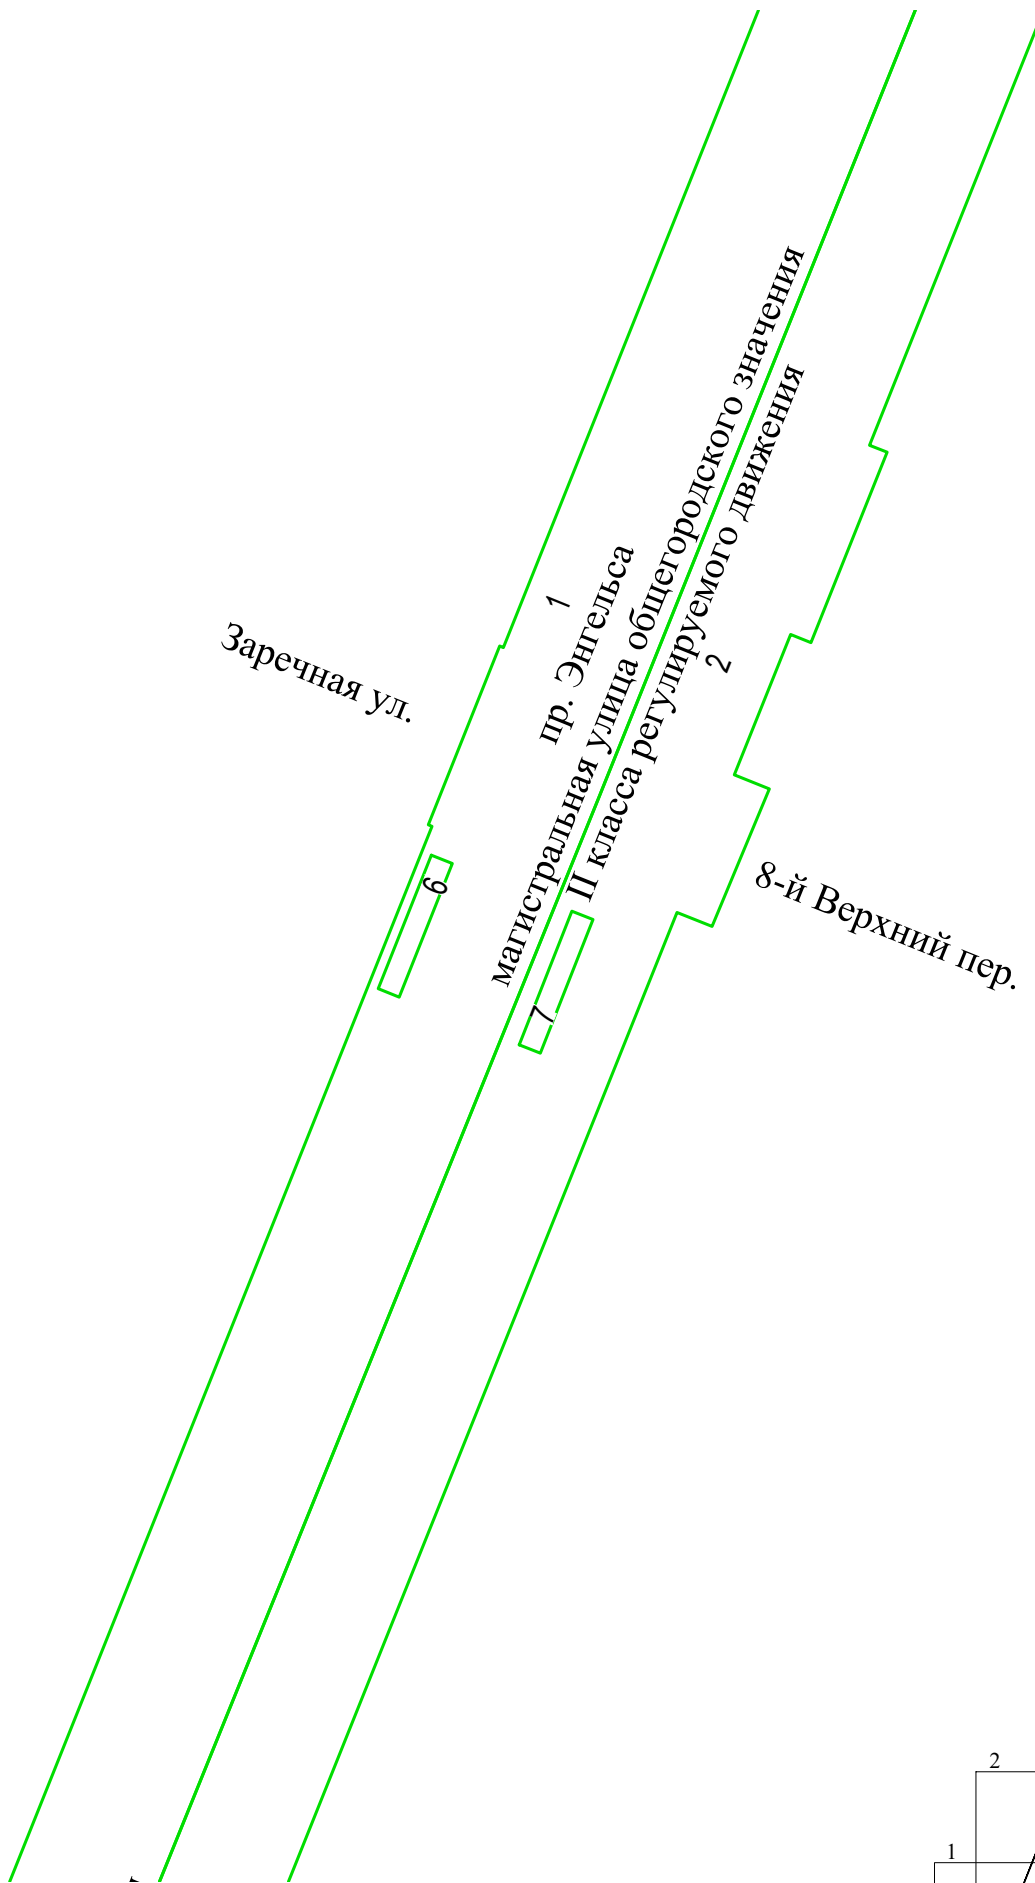 магистральная улица общегородского значения
II класса регулируемого движения
пр. Энгельса
1
2
Заречная ул.
8-й Верхний пер.
6
7
2
1